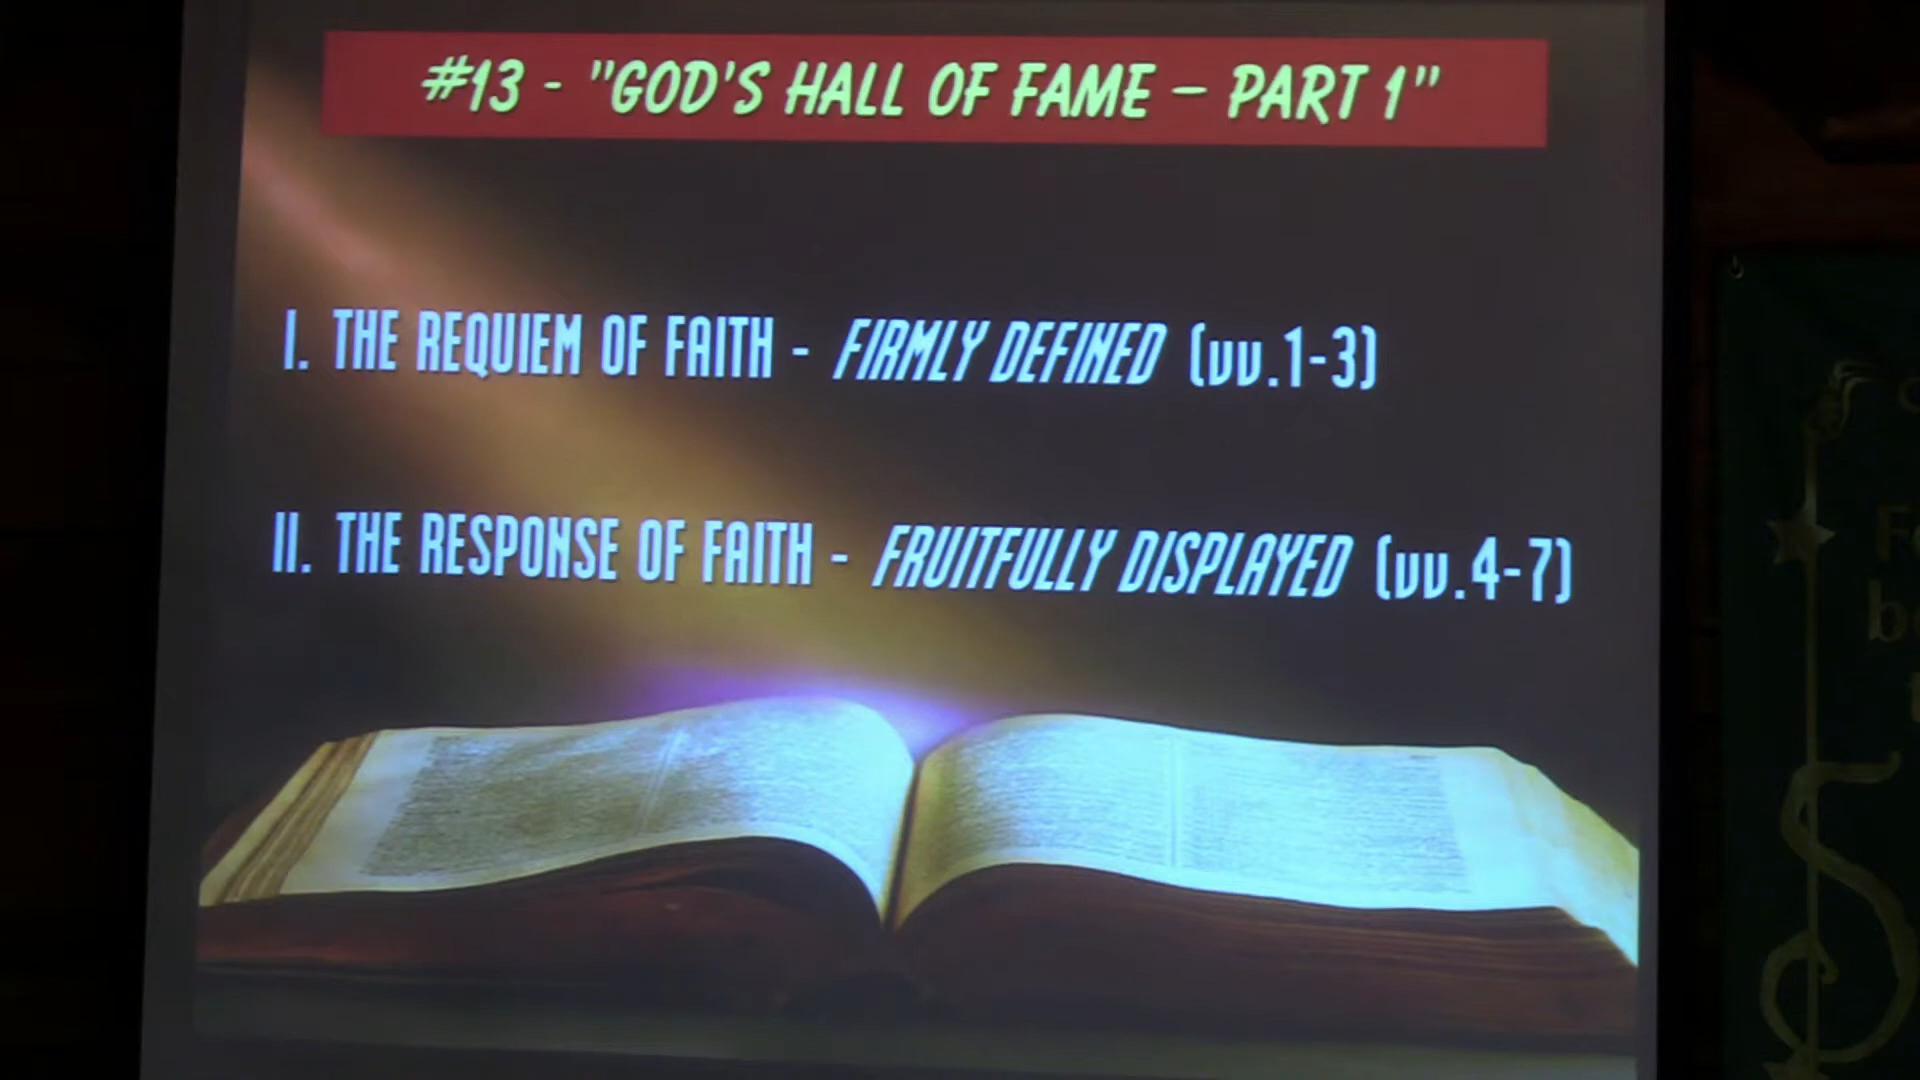 #13 - "GOD'S HALL OF FAME – PART 1"
I. THE REQUIEM OF FAITH - FIRMLY DEFINED (vv.1-3)
II. THE RESPONSE OF FAITH - FRUITFULLY DISPLAYED (vv.4-7)